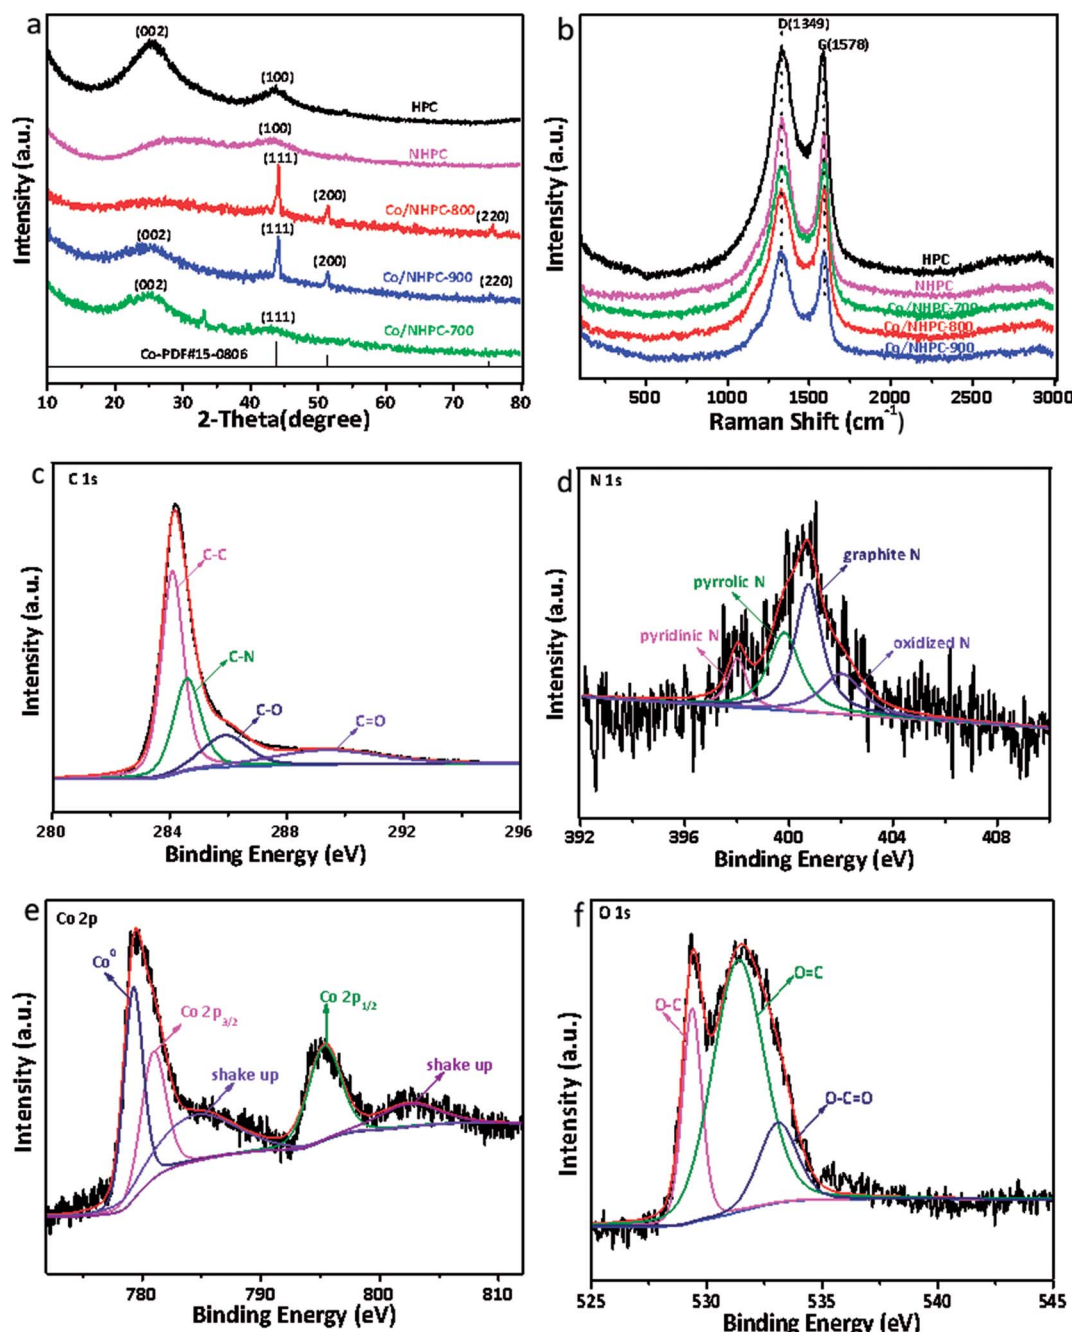 a
(002)
(100)
HPC
(100)
NHPC
(111)
(200)
Co/NHPC-800
(220)
(111)
(002)
(200)
Co/NHPC-900
(220)
(002)
(111)
Co/NHPC-700
Co-PDF#15-0806
10 20 30 40 50 60 70 80
2-Theta(degree)
Intensity (a.u.)
b
D(1349)
G(1578)
HPC
NHPC
Co/NHPC-700
Co/NHPC-800
Co/NHPC-900
500 1000 1500 2000 2500 3000
Raman Shift (cm-1)
Intensity (a.u.)
c
C 1s
C-C
C-N
C-O
C=O
280 284 288 292 296
Binding Energy (eV)
Intensity (a.u.)
d
N 1s
graphite N
pyrrolic N
pyridinic N
oxidized N
392 396 400 404 408
Binding Energy (eV)
Intensity (a.u.)
e
Co 2p
Co0
Co 2p3/2
shake up
Co 2p1/2
shake up
780 790 800 810
Binding Energy (eV)
Intensity (a.u.)
f
O 1s
O-C
O=C
O-C=O
525 530 535 540 545
Binding Energy (eV)
Intensity (a.u.)